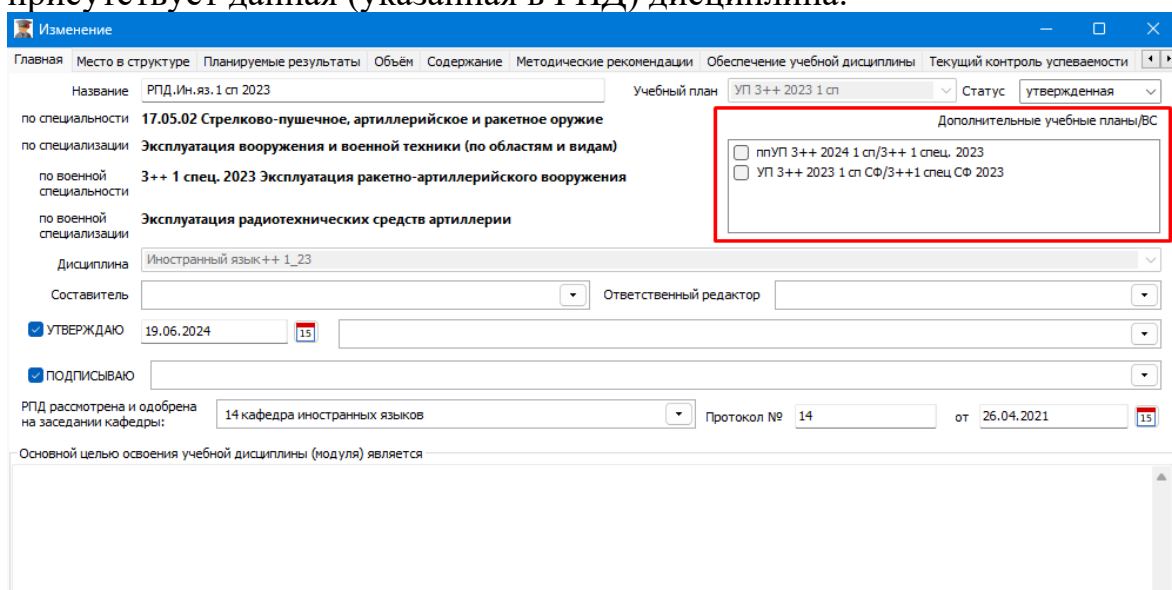 присутствует данная (указанная в РПД) дисциплина.
Изменение
Главная Место в структуре Планируемые результаты Объём Содержание Методические рекомендации Обеспечение учебной дисциплины Текущий контроль успеваемости
Название РПД.Ин.яз.1 сп 2023 Учебный план УП 3++ 2023 1 сп Статус утвержденная
по специальности 17.05.02 Стрелково-пушечное, артиллерийское и ракетное оружие
Дополнительные учебные планы/ВС
по специализации Эксплуатация вооружения и военной техники (по областям и видам)
ппУП 3++ 2024 1 сп/3++ 1 спец. 2023
УП 3++ 2023 1 сп СФ/3++1 спец СФ 2023
по военной специальности 3++ 1 спец. 2023 Эксплуатация ракетно-артиллерийского вооружения
по военной специализации Эксплуатация радиотехнических средств артиллерии
Дисциплина Иностранный язык++ 1_23
Составитель Ответственный редактор
УТВЕРЖДАЮ 19.06.2024 15
ПОДПИСЫВАЮ
РПД рассмотрена и одобрена
на заседании кафедры: 14 кафедра иностранных языков Протокол № 14 от 26.04.2021 15
Основной целью освоения учебной дисциплины (модуля) является